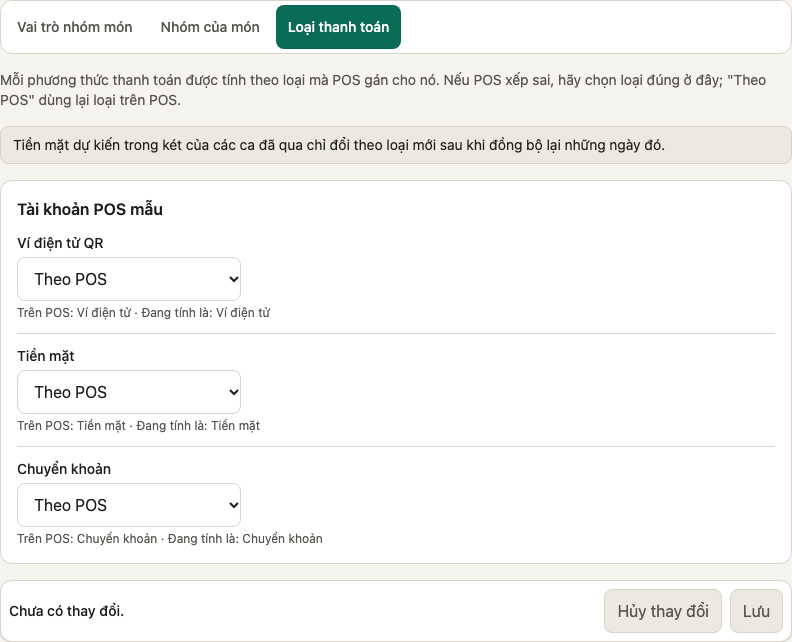 Vai trò nhóm món
Nhóm của món
Loại thanh toán
Mỗi phương thức thanh toán được tính theo loại mà POS gán cho nó. Nếu POS xếp sai, hãy chọn loại đúng ở đây; "Theo
POS" dùng lại loại trên POS.
Tiền mặt dự kiến trong két của các ca đã qua chỉ đổi theo loại mới sau khi đồng bộ lại những ngày đó.
Tài khoản POS mẫu
Ví điện tử QR
Theo POS
Trên POS: Ví điện tử · Đang tính là: Ví điện tử
Tiền mặt
Theo POS
Trên POS: Tiền mặt · Đang tính là: Tiền mặt
Chuyển khoản
Theo POS
Trên POS: Chuyển khoản · Đang tính là: Chuyển khoản
Chưa có thay đổi.
Hủy thay đổi
Lưu